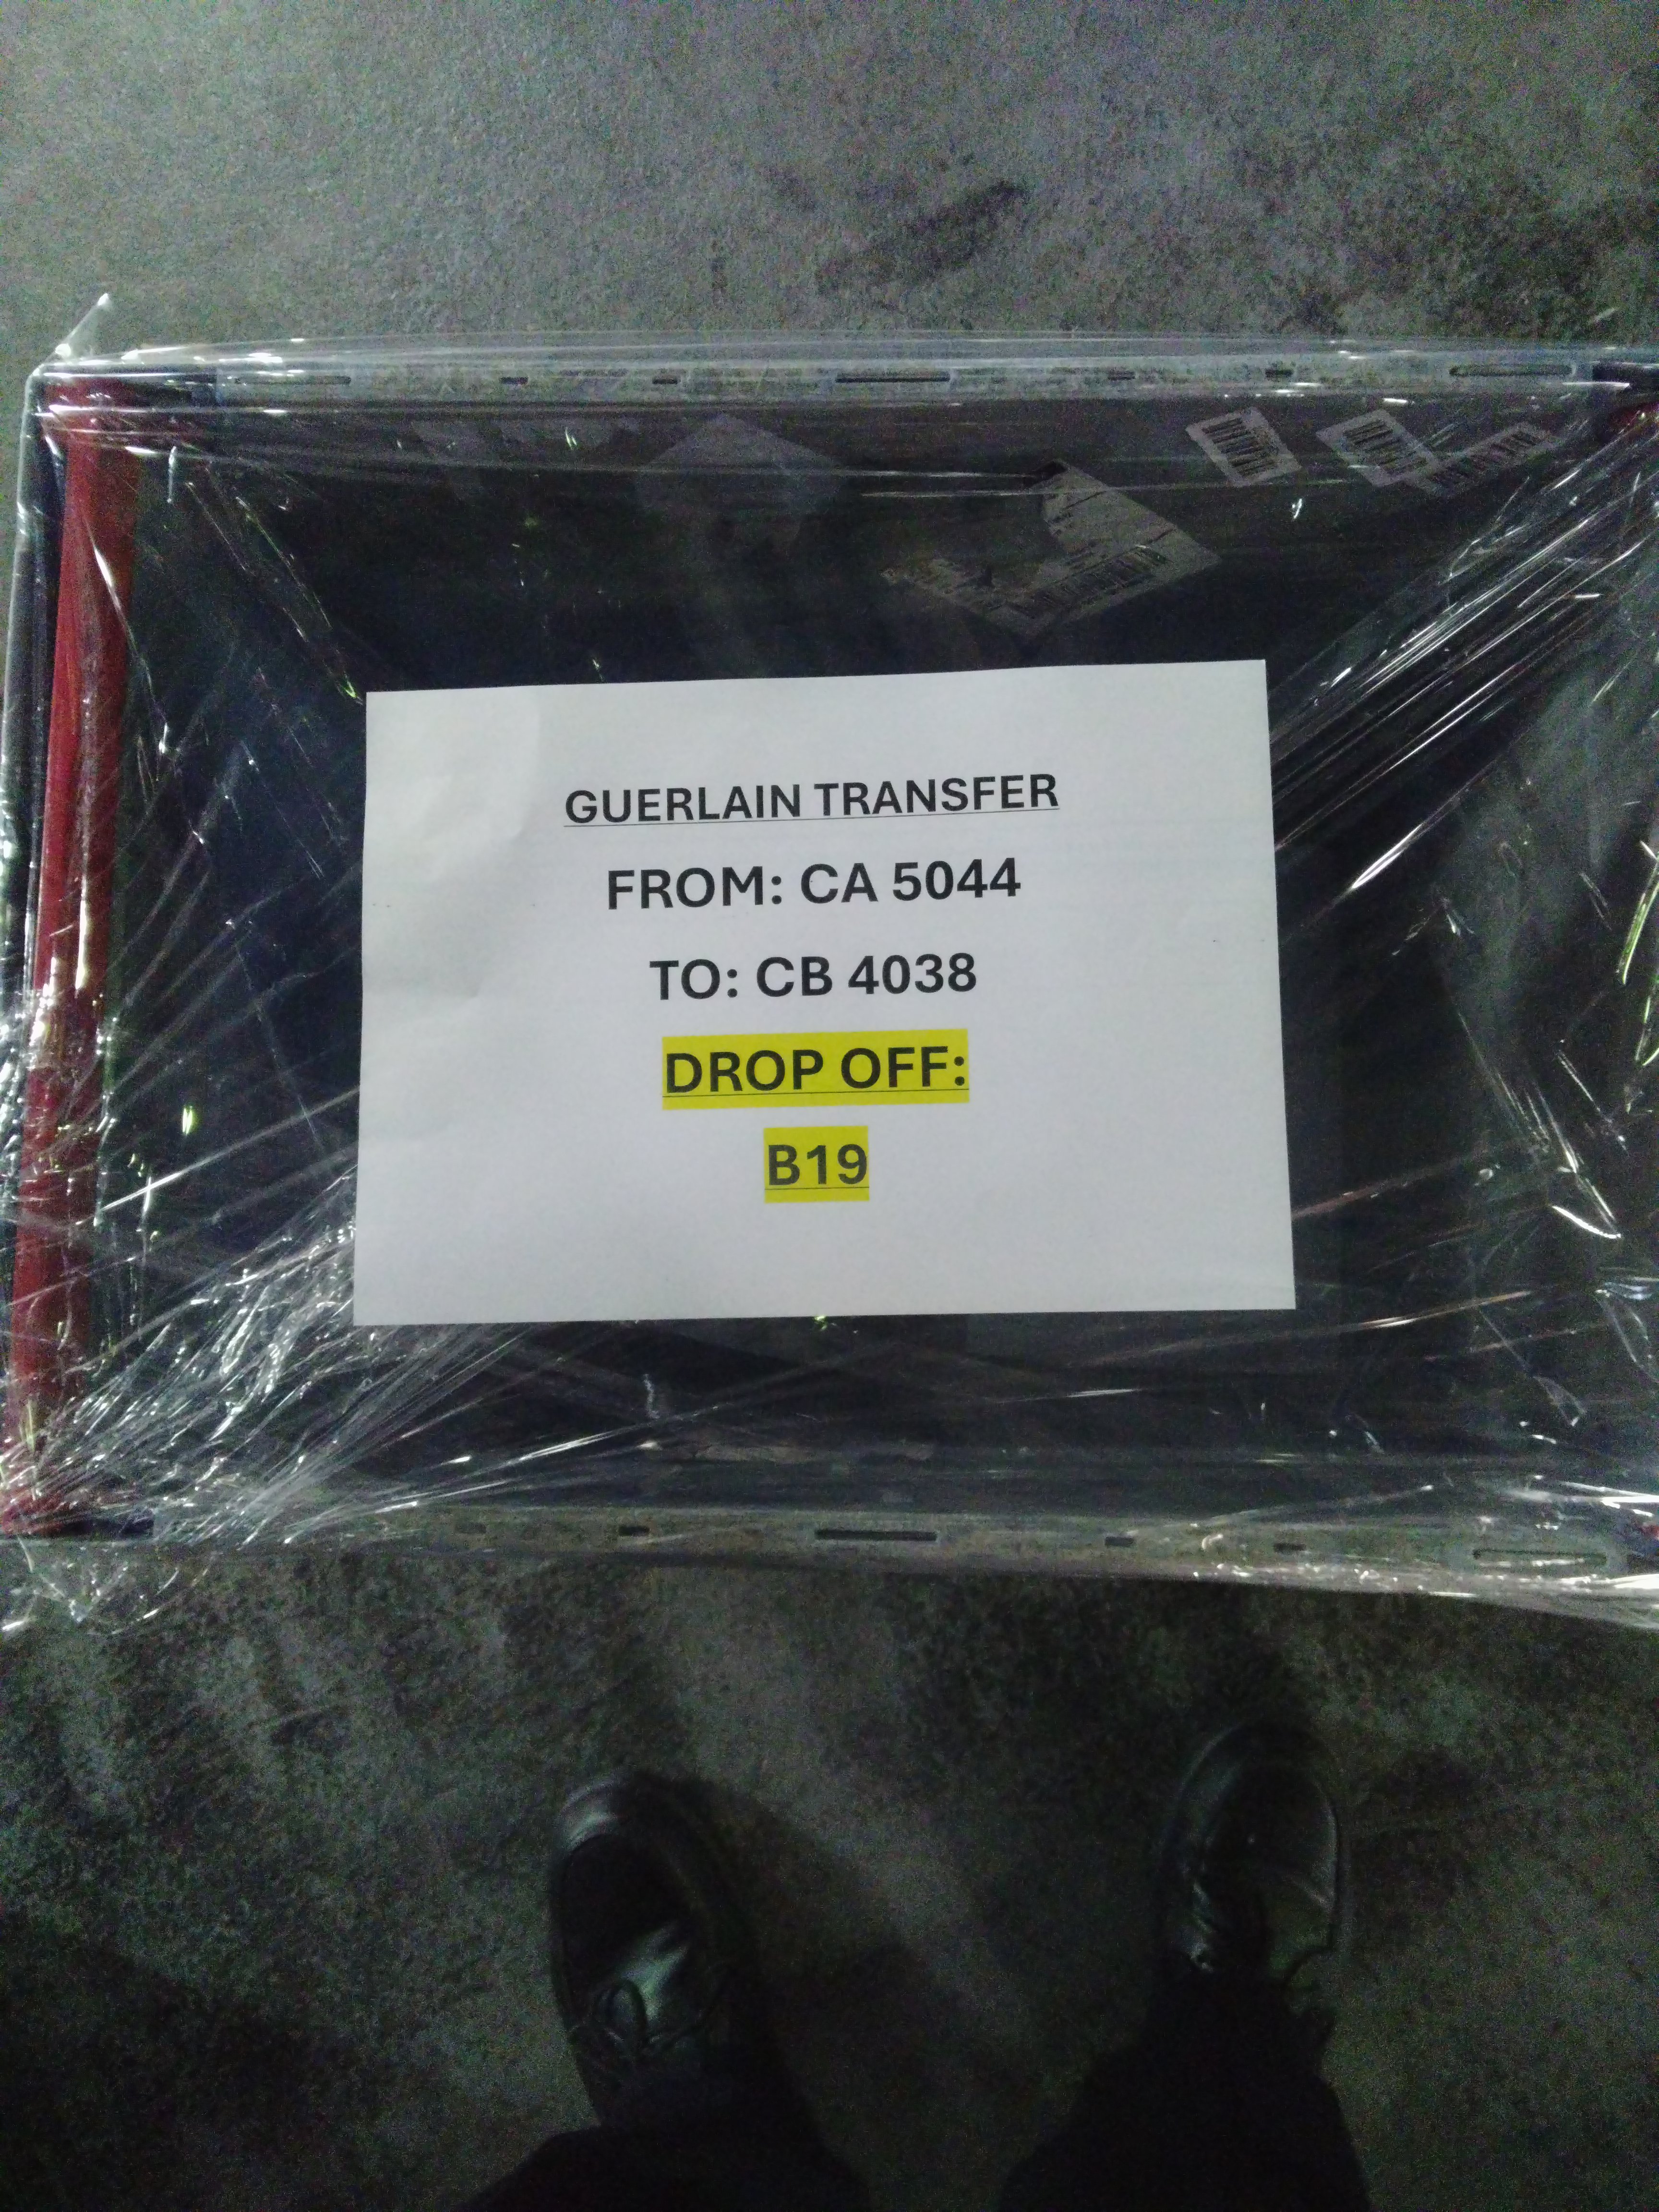 GUERLAIN TRANSFER
FROM: CA 5044
TO: CB 4038
DROP OFF:
B19